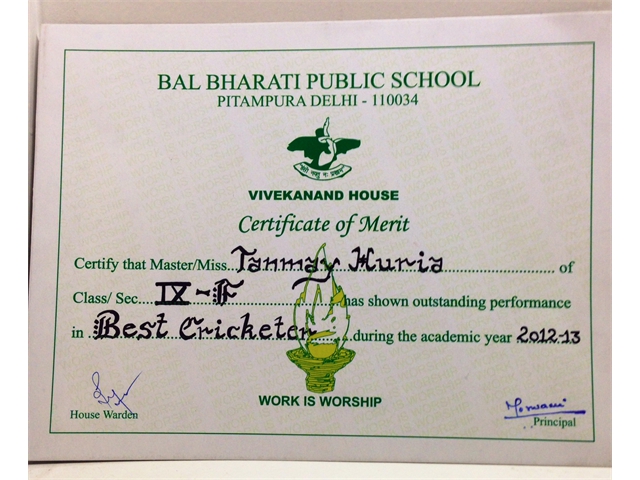 BAL BHARATI PUBLIC SCHOOL
PITAMPURA DELHI - 110034
VIVEKANAND HOUSE
Certificate of Merit
Certify that Master/Miss...Tanmay Huria...of
Class/ Sec...IX-F...has shown outstanding performance
in ..Best Cricketer...during the academic year 2012-13
WORK IS WORSHIP
House Warden
Principal